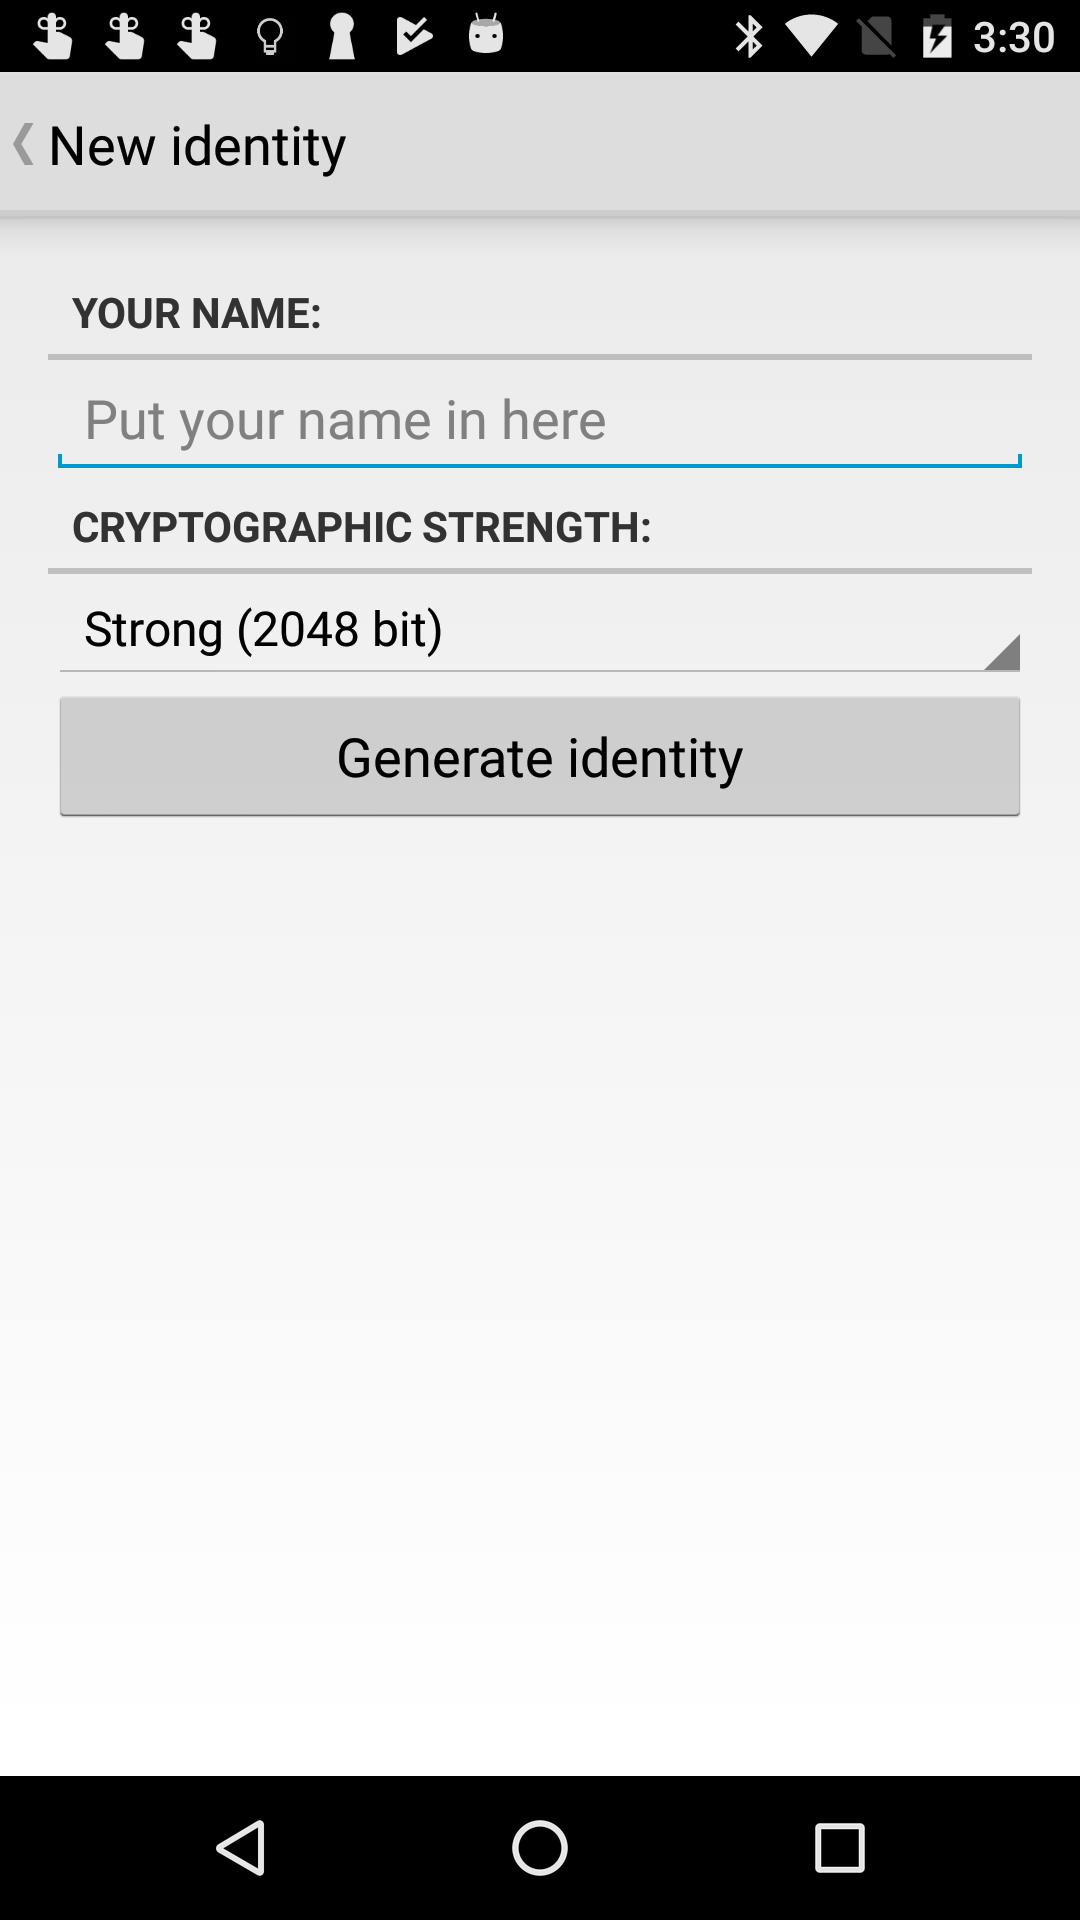 3:30
New identity
YOUR NAME:
Put your name in here
CRYPTOGRAPHIC STRENGTH:
Strong (2048 bit)
Generate identity